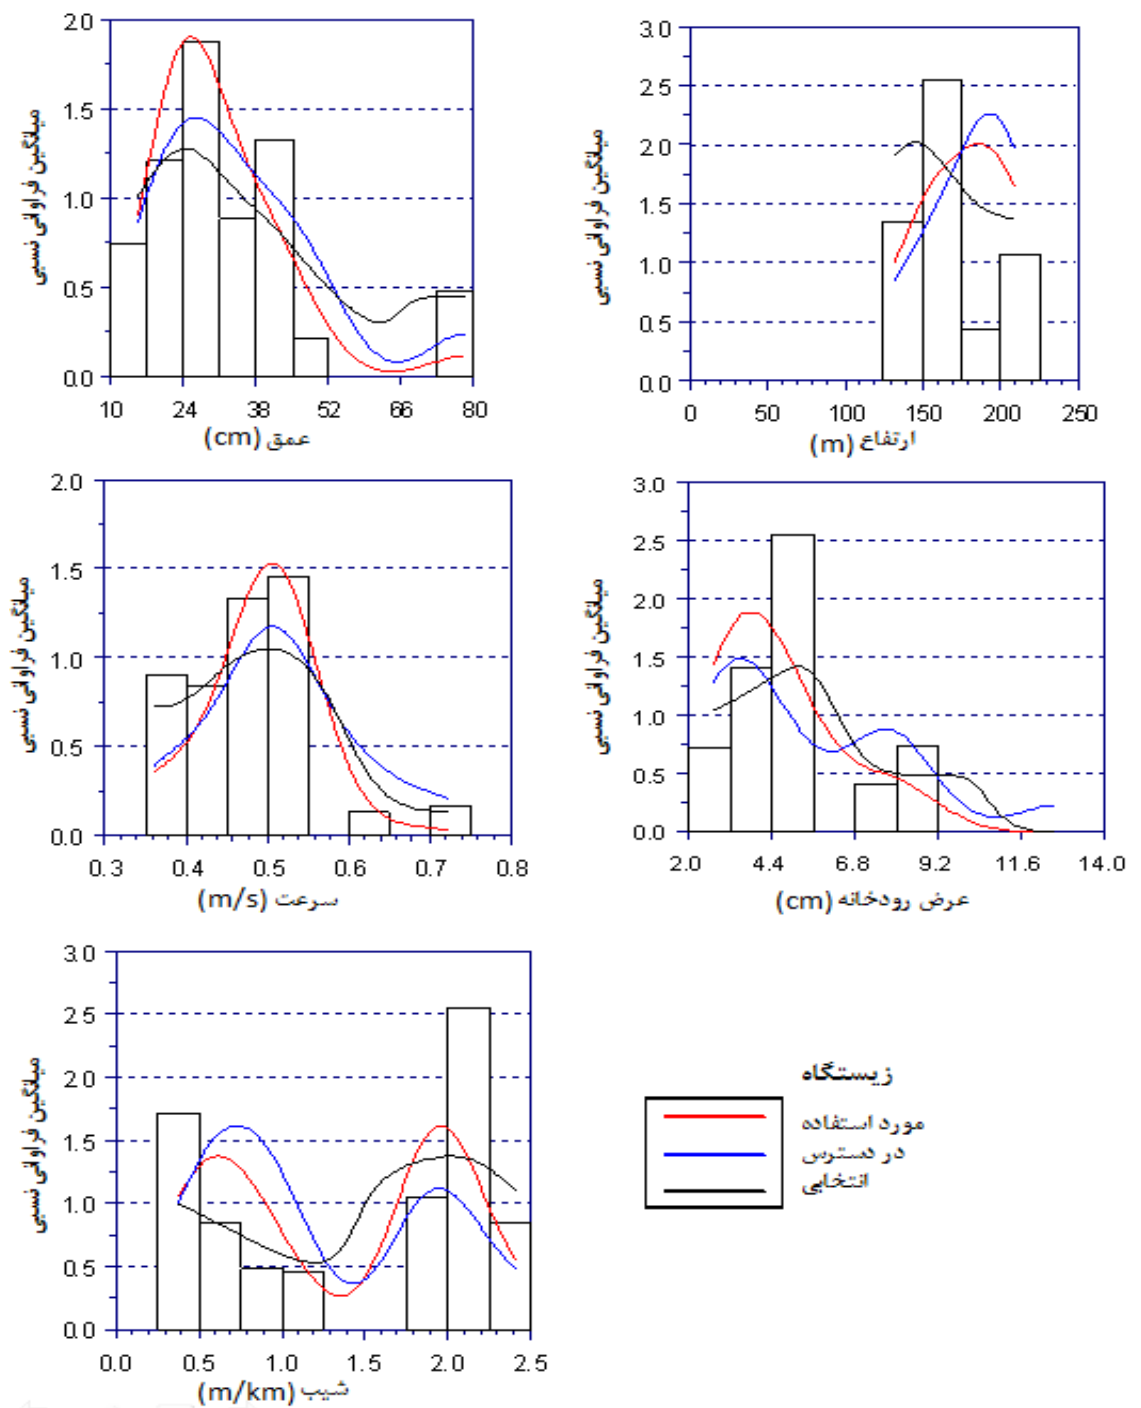 2.0
1.5
1.0
0.5
0.0
میانگین فراوانی نسبی
10 24 38 52 66 80
عمق (cm)
3.0
2.5
2.0
1.5
1.0
0.5
0.0
میانگین فراوانی نسبی
0 50 100 150 200 250
ارتفاع (m)
2.0
1.5
1.0
0.5
0.0
میانگین فراوانی نسبی
0.3 0.4 0.5 0.6 0.7 0.8
سرعت (m/s)
3.0
2.5
2.0
1.5
1.0
0.5
0.0
میانگین فراوانی نسبی
2.0 4.4 6.8 9.2 11.6 14.0
عرض رودخانه (cm)
3.0
2.5
2.0
1.5
1.0
0.5
0.0
میانگین فراوانی نسبی
0.0 0.5 1.0 1.5 2.0 2.5
شیب (m/km)
زیستگاه
مورد استفاده
در دسترس
انتخابی